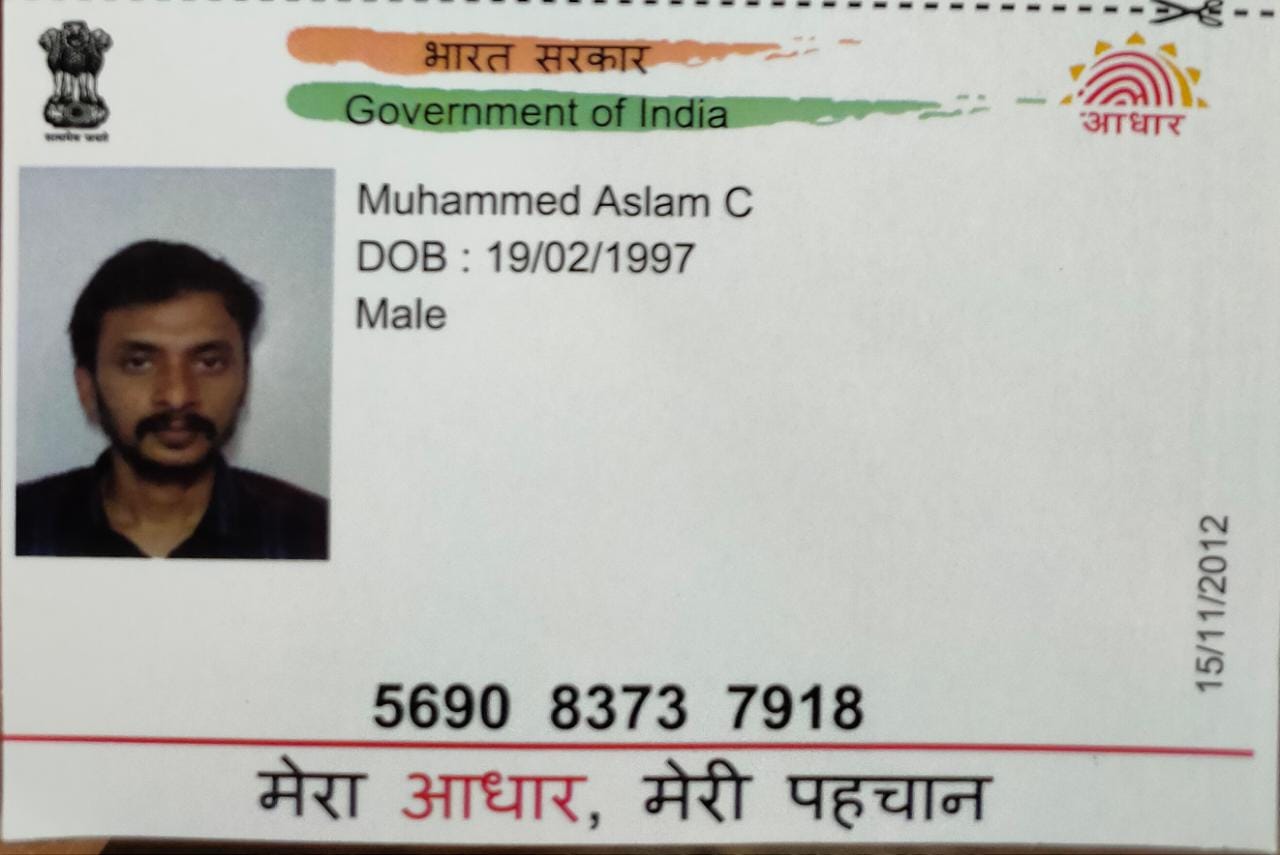 भारत सरकार
Government of India
आधार
सत्यमेव जयते
Muhammed Aslam C
DOB : 19/02/1997
Male
15/11/2012
5690 8373 7918
मेरा आधार, मेरी पहचान